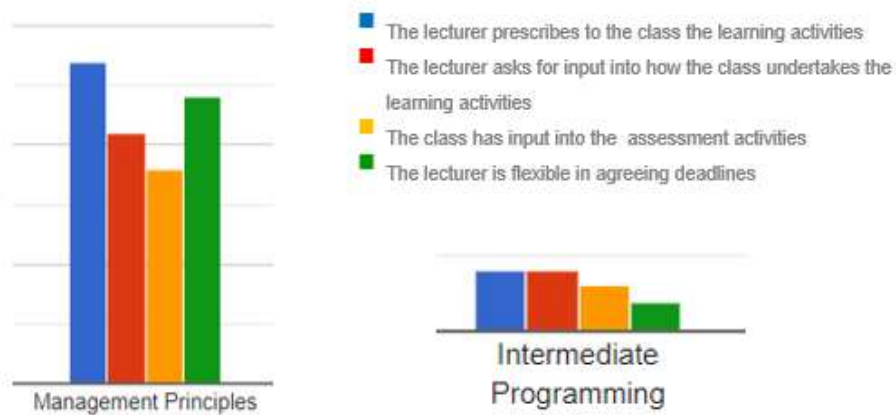 The lecturer prescribes to the class the learning activities
The lecturer asks for input into how the class undertakes the
learning activities
The class has input into the assessment activities
The lecturer is flexible in agreeing deadlines
Management Principles
Intermediate
Programming